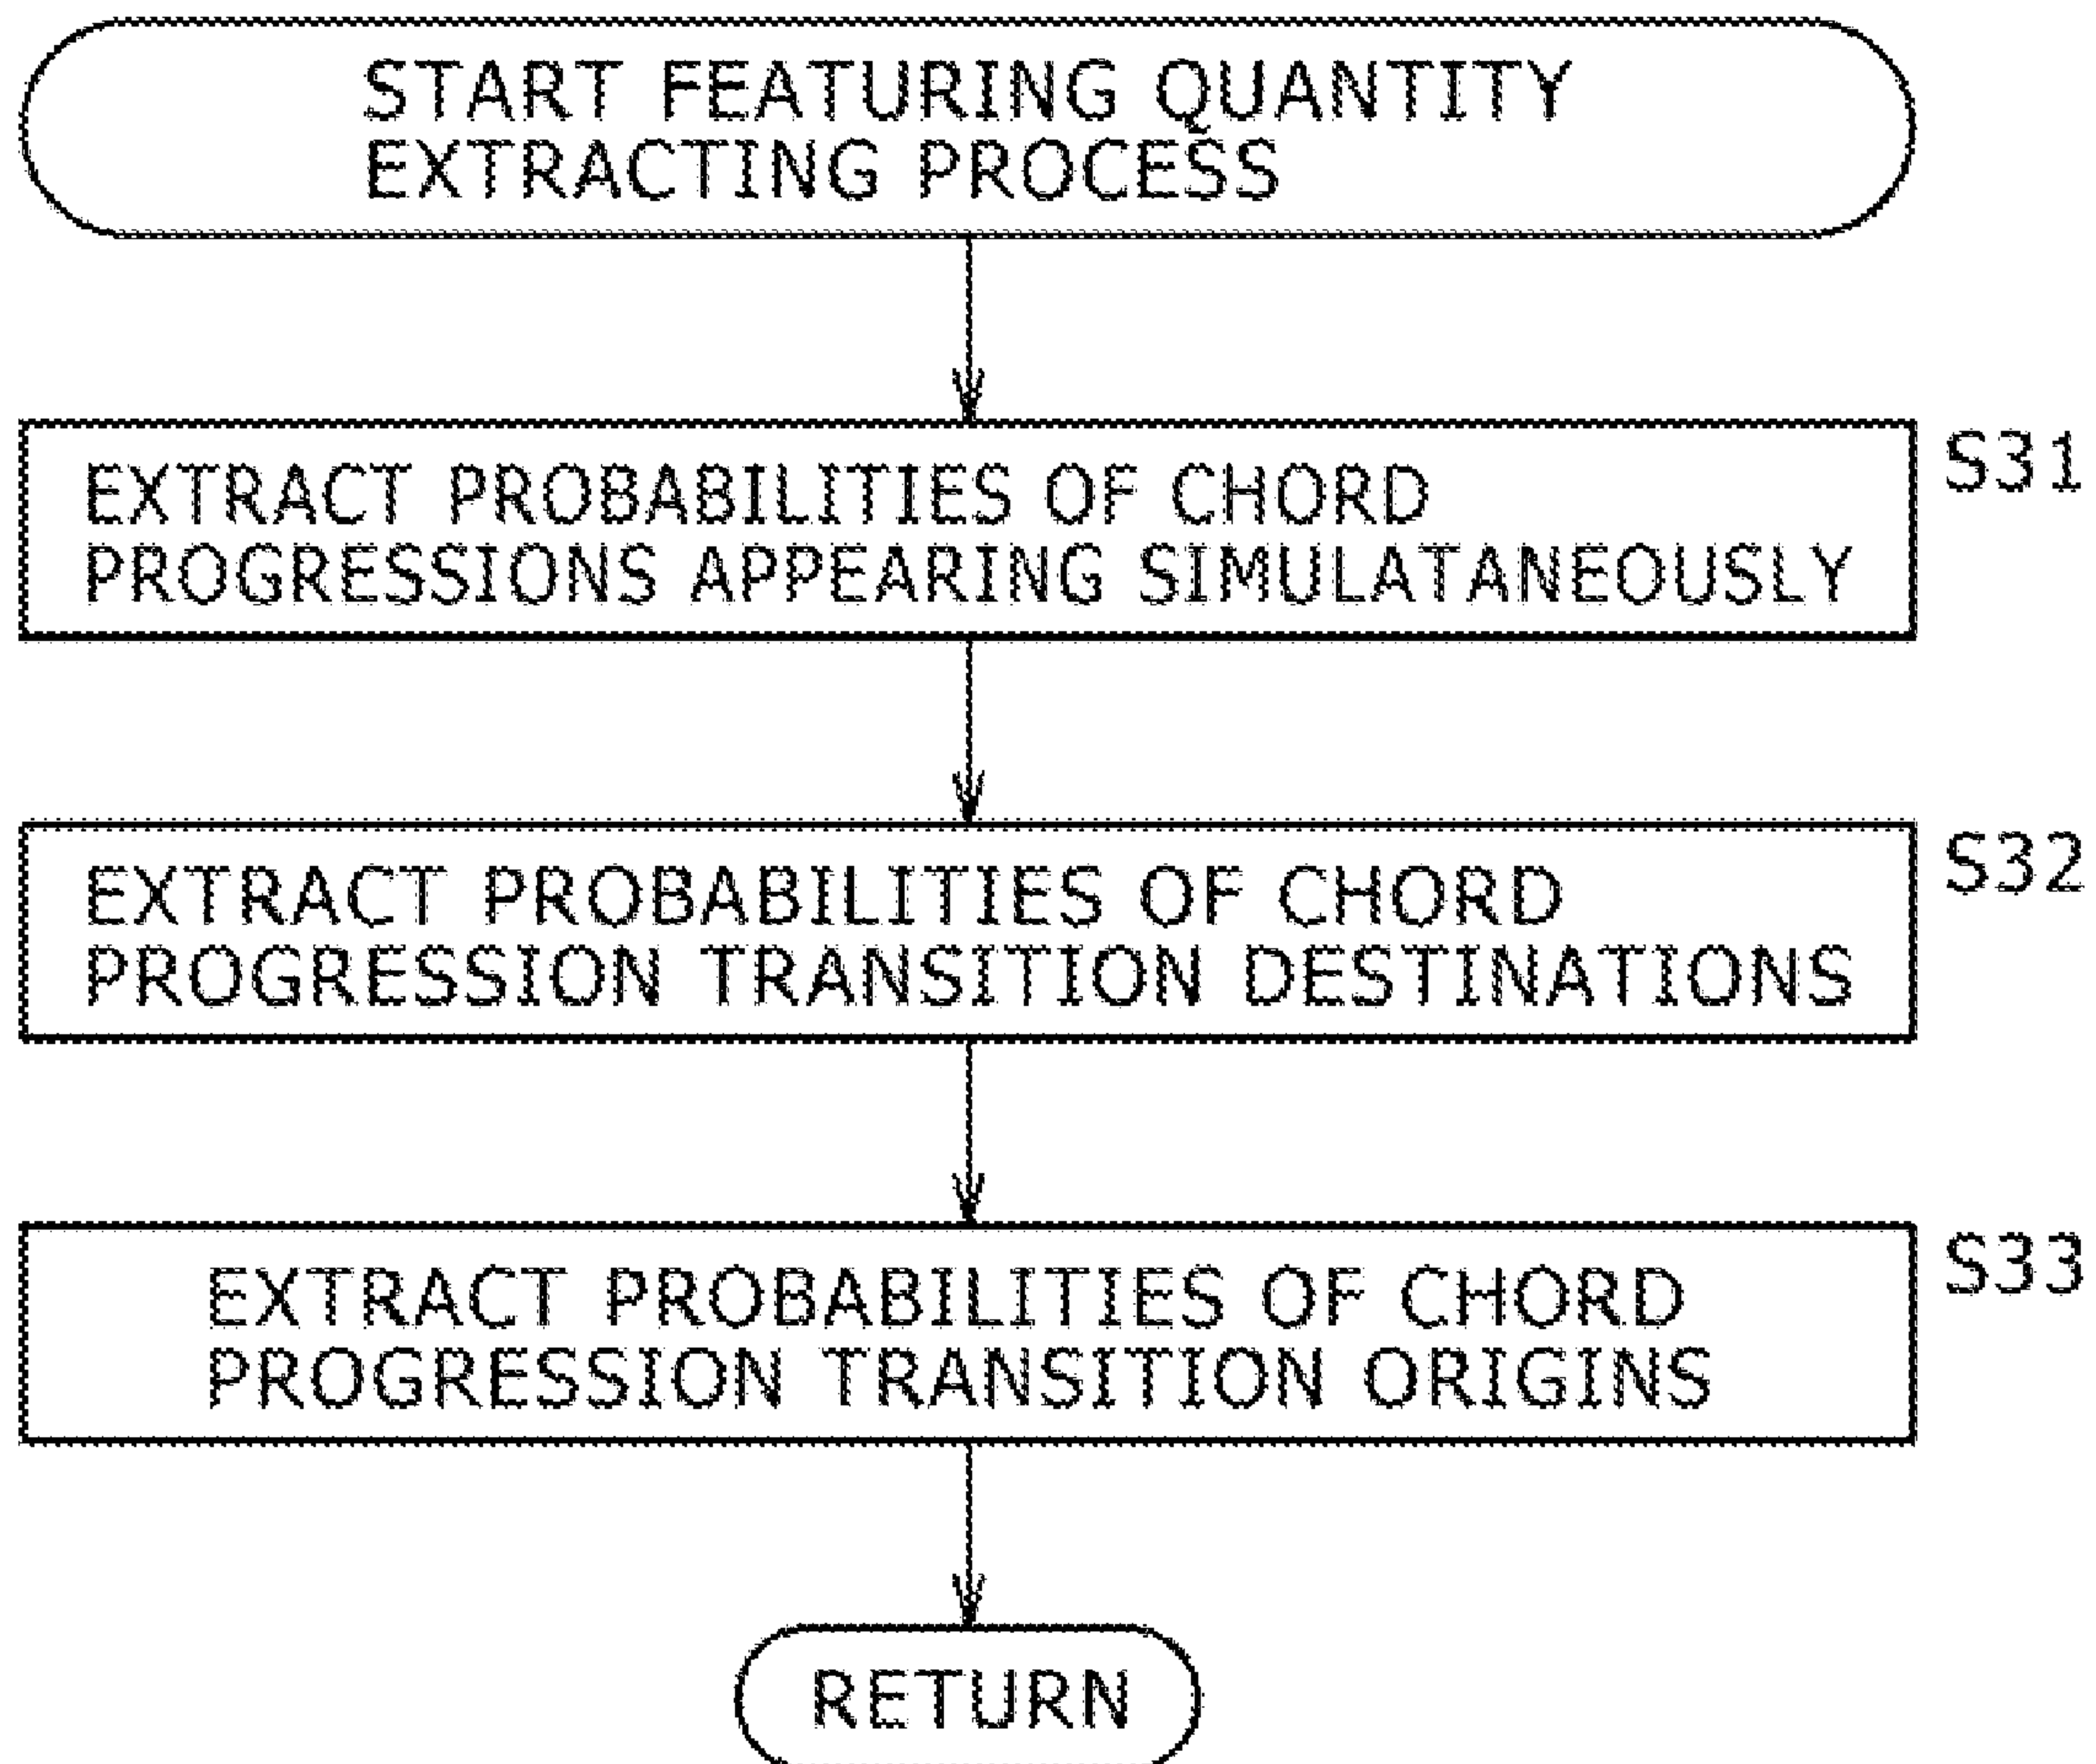 START FEATURING QUANTITY
EXTRACTING PROCESS
S31
EXTRACT PROBABILITIES OF CHORD
PROGRESSIONS APPEARING SIMULATANEOUSLY
S32
EXTRACT PROBABILITIES OF CHORD
PROGRESSION TRANSITION DESTINATIONS
S33
EXTRACT PROBABILITIES OF CHORD
PROGRESSION TRANSITION ORIGINS
RETURN